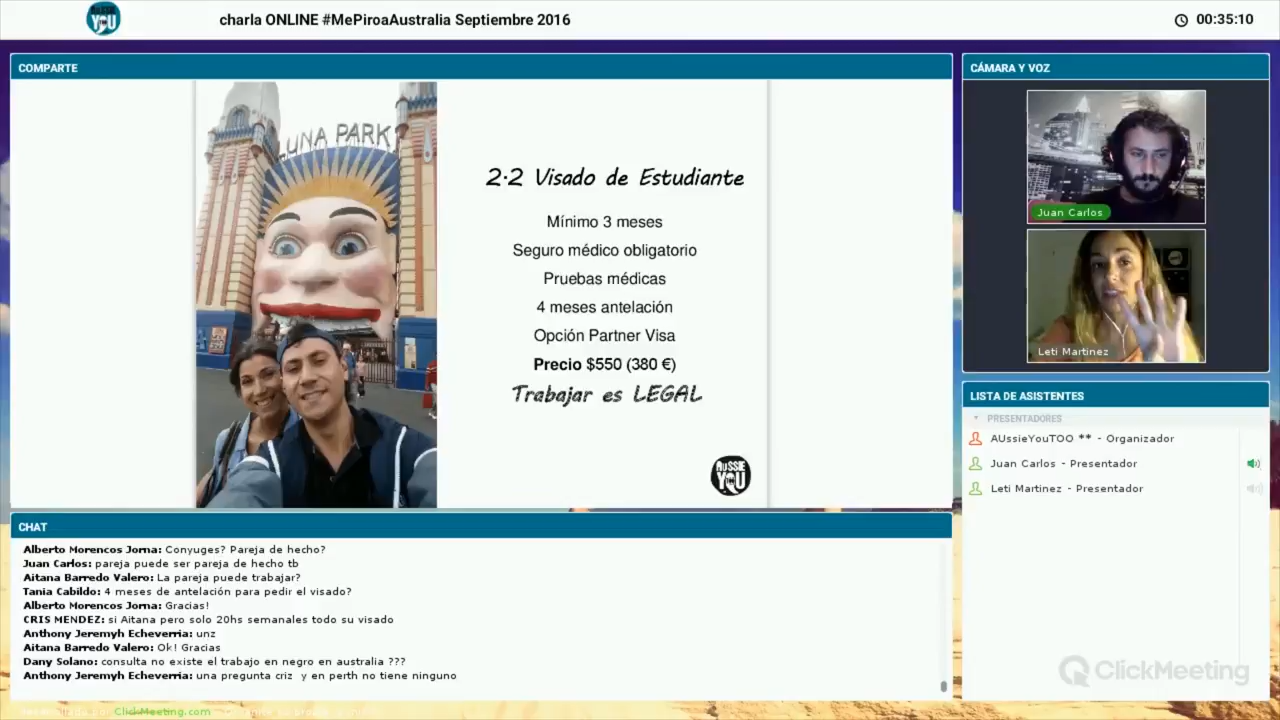 AUSSIE YOU
charla ONLINE #MePiroaAustralia Septiembre 2016
00:35:10
COMPARTE
LUNA PARK
2.2 Visado de Estudiante
Mínimo 3 meses
Seguro médico obligatorio
Pruebas médicas
4 meses antelación
Opción Partner Visa
Precio $550 (380 €)
Trabajar es LEGAL
AUSSIE YOU
CÁMARA Y VOZ
Juan Carlos
Leti Martinez
LISTA DE ASISTENTES
PRESENTADORES
AUssieYouTOO ** - Organizador
Juan Carlos - Presentador
Leti Martinez - Presentador
CHAT
Alberto Morencos Jorna: Conyuges? Pareja de hecho?
Juan Carlos: pareja puede ser pareja de hecho tb
Aitana Barredo Valero: La pareja puede trabajar?
Tania Cabildo: 4 meses de antelación para pedir el visado?
Alberto Morencos Jorna: Gracias!
CRIS MENDEZ: si Aitana pero solo 20hs semanales todo su visado
Anthony Jeremyh Echeverria: unz
Aitana Barredo Valero: Ok! Gracias
Dany Solano: consulta no existe el trabajo en negro en australia ???
Anthony Jeremyh Echeverria: una pregunta criz y en perth no tiene ninguno
ClickMeeting
ClickMeeting.com